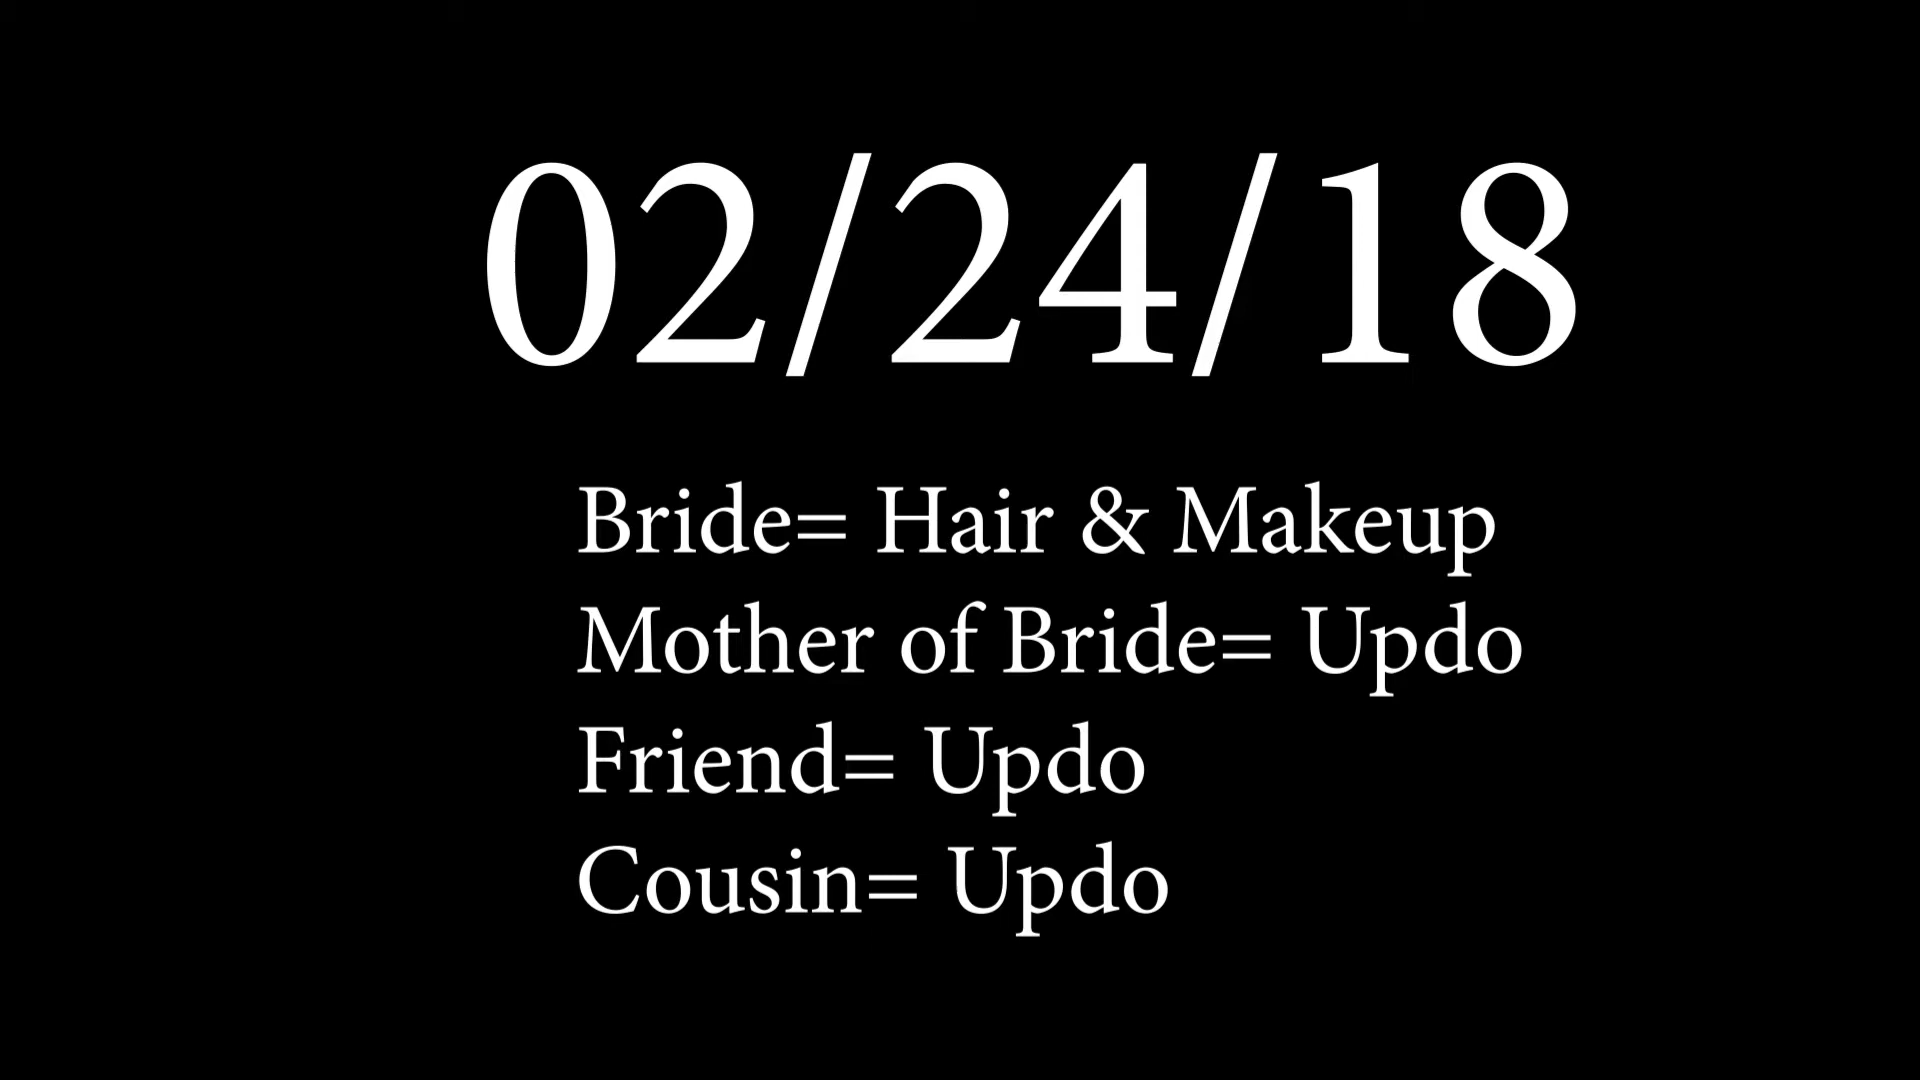 02/24/18
Bride= Hair & Makeup
Mother of Bride= Updo
Friend= Updo
Cousin= Updo